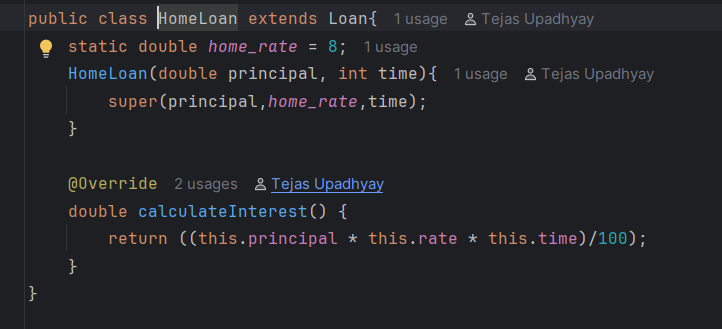 public class HomeLoan extends Loan{ 1 usage Tejas Upadhyay
static double home_rate = 8; 1 usage
HomeLoan(double principal, int time){ 1 usage Tejas Upadhyay
super(principal,home_rate,time);
}
@Override 2 usages Tejas Upadhyay
double calculateInterest() {
return ((this.principal * this.rate * this.time)/100);
}
}